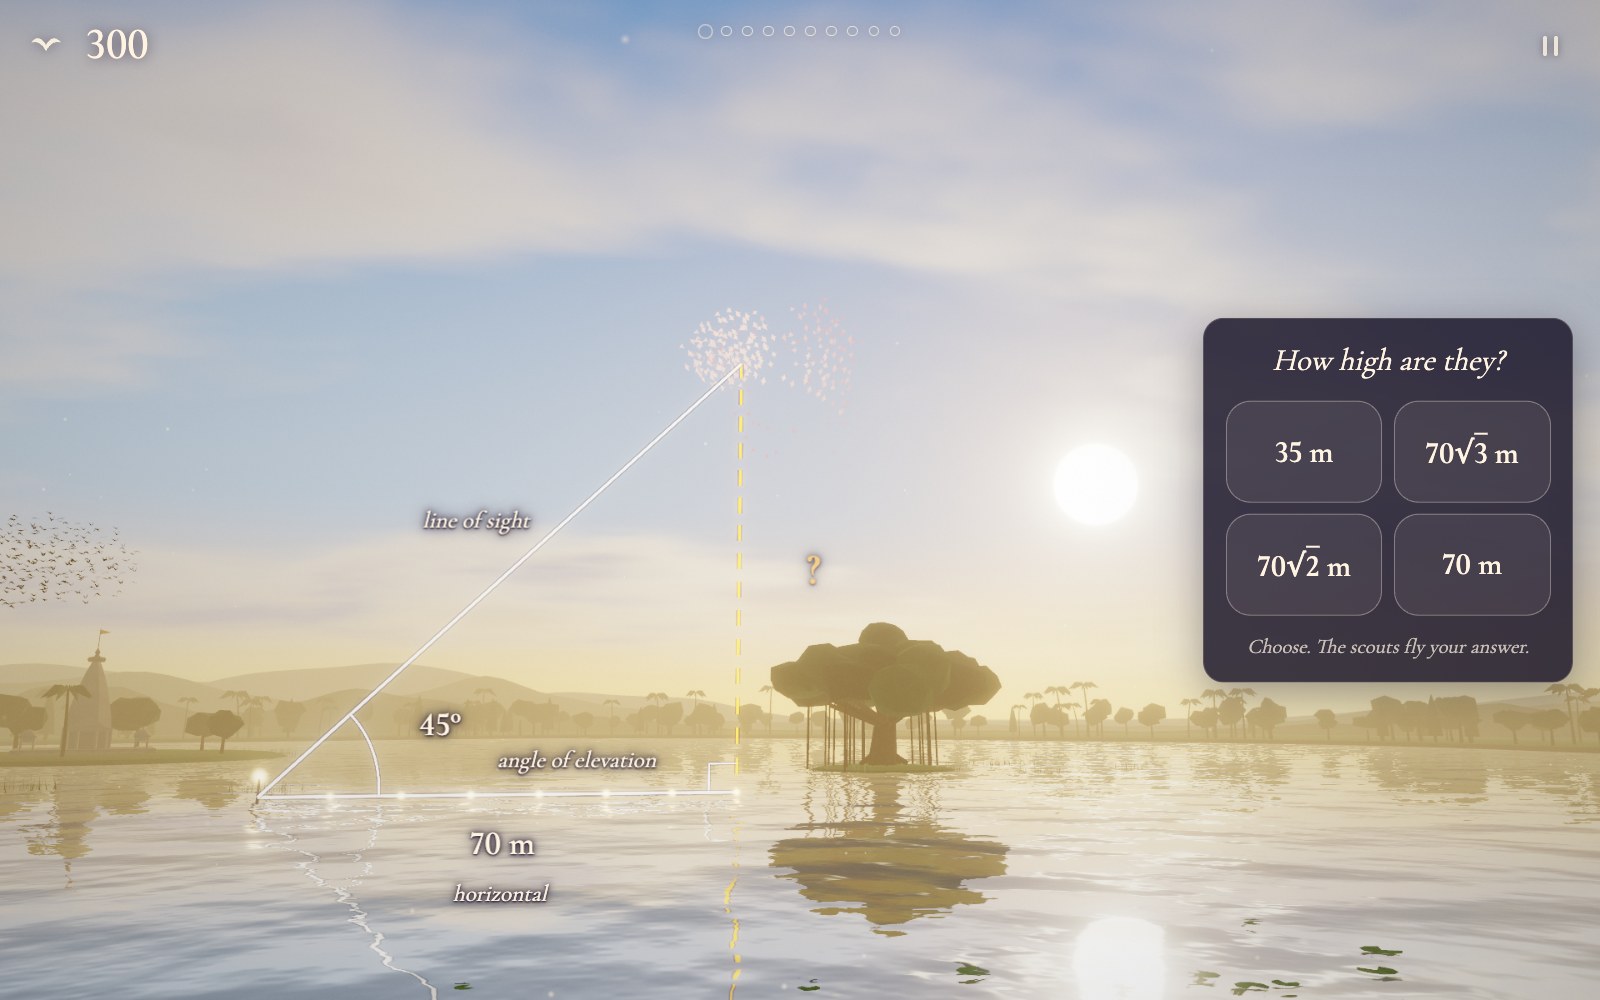 300
How high are they?
35 m
70√3 m
70√2 m
70 m
Choose. The scouts fly your answer.
line of sight
?
45°
angle of elevation
70 m
horizontal